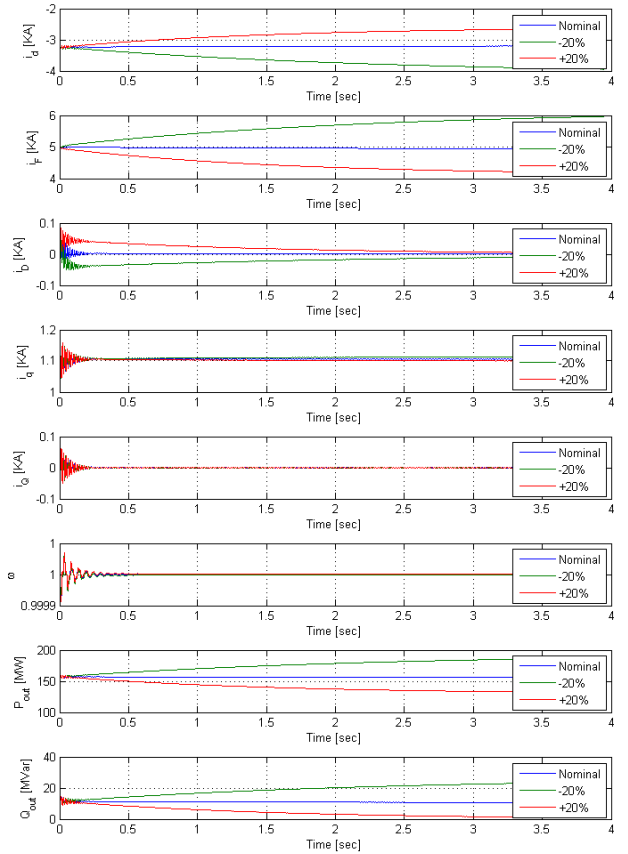 -2
-3
-4
i_d [KA]
0 0.5 1 1.5 2 2.5 3 3.5 4
Time [sec]
Nominal
-20%
+20%
6
5
4
i_F [KA]
0 0.5 1 1.5 2 2.5 3 3.5 4
Time [sec]
Nominal
-20%
+20%
0.1
0
-0.1
i_D [KA]
0 0.5 1 1.5 2 2.5 3 3.5 4
Time [sec]
Nominal
-20%
+20%
1.2
1.1
1
i_q [KA]
0 0.5 1 1.5 2 2.5 3 3.5 4
Time [sec]
Nominal
-20%
+20%
0.1
0
-0.1
i_Q [KA]
0 0.5 1 1.5 2 2.5 3 3.5 4
Time [sec]
Nominal
-20%
+20%
1
1
0.9999
ω
0 0.5 1 1.5 2 2.5 3 3.5 4
Time [sec]
Nominal
-20%
+20%
200
150
100
P_out [MW]
0 0.5 1 1.5 2 2.5 3 3.5 4
Time [sec]
Nominal
-20%
+20%
40
20
0
Q_out [MVar]
0 0.5 1 1.5 2 2.5 3 3.5 4
Time [sec]
Nominal
-20%
+20%